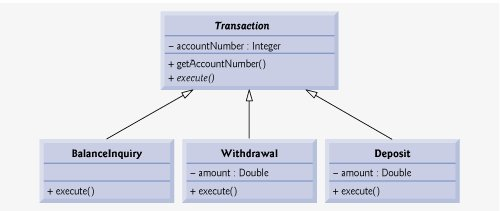 Transaction
– accountNumber : Integer
+ getAccountNumber()
+ execute()
BalanceInquiry
+ execute()
Withdrawal
– amount : Double
+ execute()
Deposit
– amount : Double
+ execute()